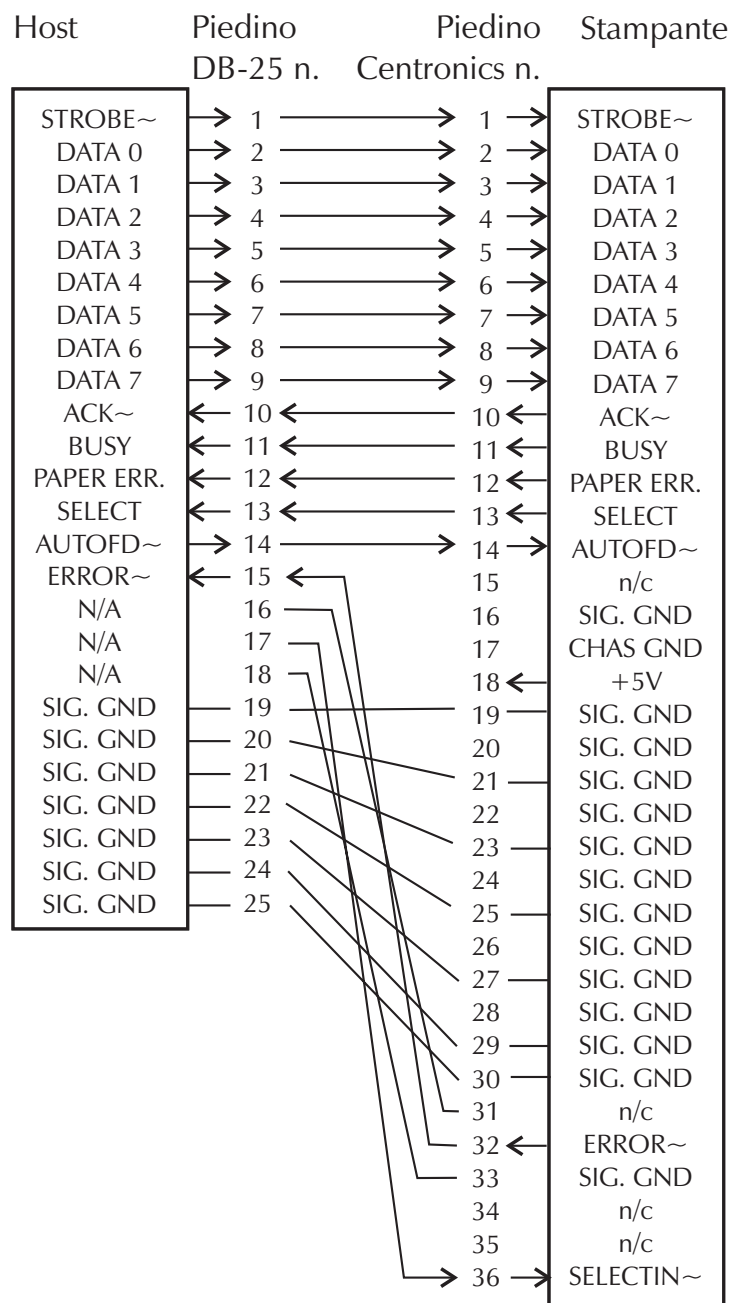 Host Piedino Piedino Stampante
DB-25 n. Centronics n.
STROBE~ 1 1 STROBE~
DATA 0 2 2 DATA 0
DATA 1 3 3 DATA 1
DATA 2 4 4 DATA 2
DATA 3 5 5 DATA 3
DATA 4 6 6 DATA 4
DATA 5 7 7 DATA 5
DATA 6 8 8 DATA 6
DATA 7 9 9 DATA 7
ACK~ 10 10 ACK~
BUSY 11 11 BUSY
PAPER ERR. 12 12 PAPER ERR.
SELECT 13 13 SELECT
AUTOFD~ 14 14 AUTOFD~
ERROR~ 15 15 n/c
N/A 16 16 SIG. GND
N/A 17 17 CHAS GND
N/A 18 18 +5V
SIG. GND 19 19 SIG. GND
SIG. GND 20 20 SIG. GND
SIG. GND 21 21 SIG. GND
SIG. GND 22 22 SIG. GND
SIG. GND 23 23 SIG. GND
SIG. GND 24 24 SIG. GND
SIG. GND 25 25 SIG. GND
26 SIG. GND
27 SIG. GND
28 SIG. GND
29 SIG. GND
30 SIG. GND
31 n/c
32 ERROR~
33 SIG. GND
34 n/c
35 n/c
36 SELECTIN~